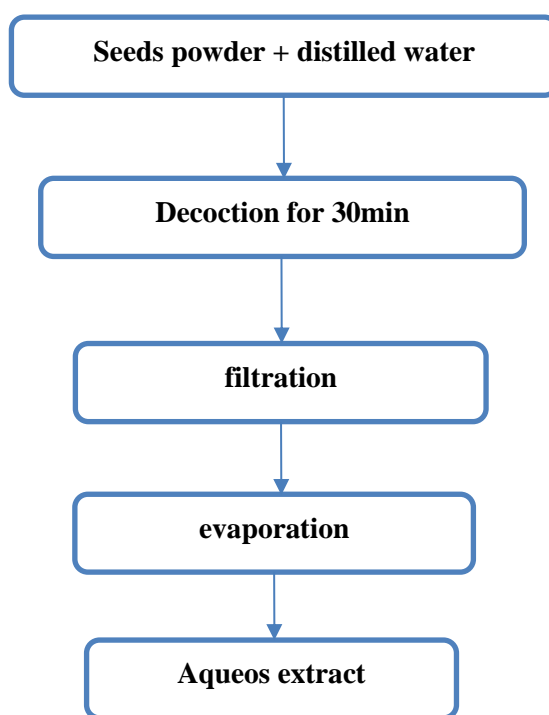 Seeds powder + distilled water
Decoction for 30min
filtration
evaporation
Aqueos extract